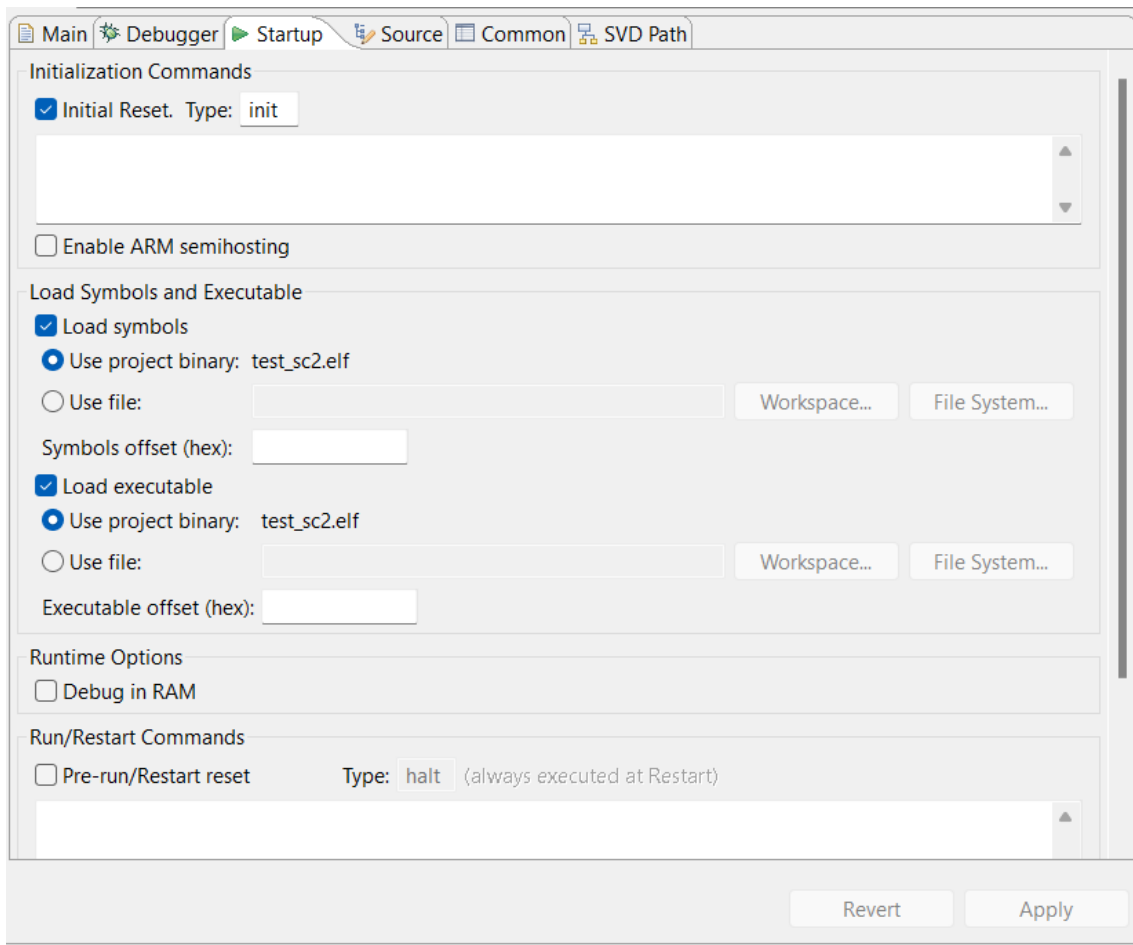 Main Debugger Startup Source Common SVD Path
Initialization Commands
Initial Reset. Type: init
Enable ARM semihosting
Load Symbols and Executable
Load symbols
Use project binary: test_sc2.elf
Use file: Workspace... File System...
Symbols offset (hex):
Load executable
Use project binary: test_sc2.elf
Use file: Workspace... File System...
Executable offset (hex):
Runtime Options
Debug in RAM
Run/Restart Commands
Pre-run/Restart reset Type: halt (always executed at Restart)
Revert Apply